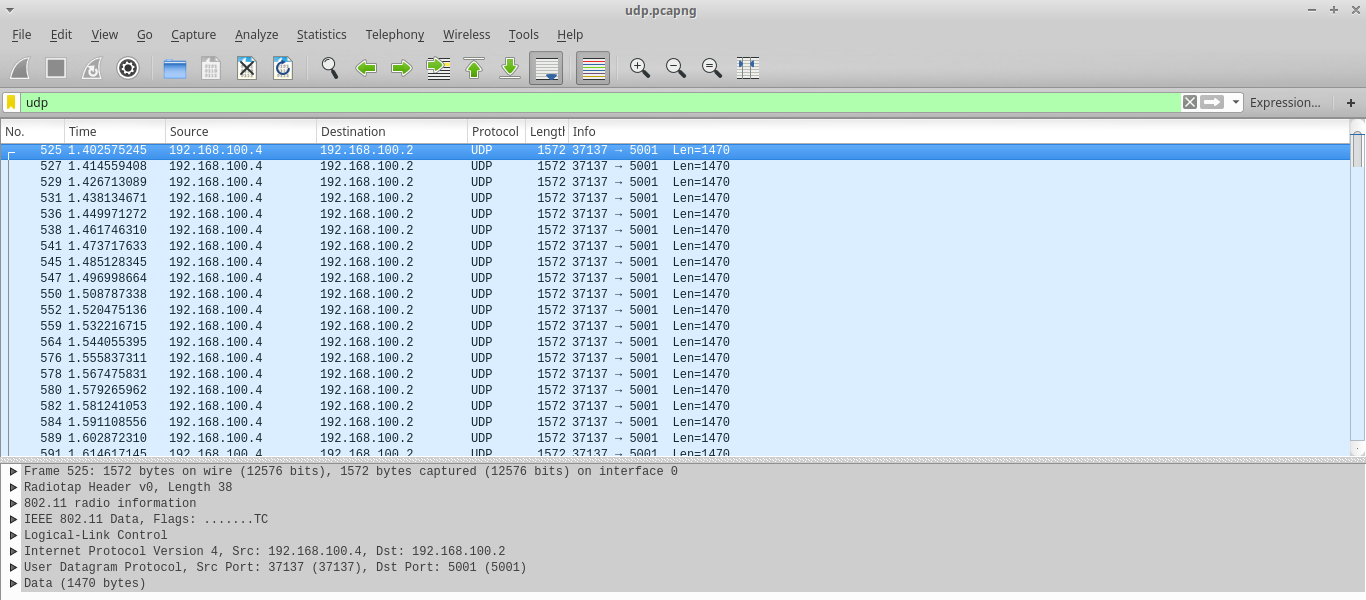 udp.pcapng
File Edit View Go Capture Analyze Statistics Telephony Wireless Tools Help
udp Expression... +
No. Time Source Destination Protocol Length Info
525 1.402575245 192.168.100.4 192.168.100.2 UDP 1572 37137 → 5001 Len=1470
527 1.414559408 192.168.100.4 192.168.100.2 UDP 1572 37137 → 5001 Len=1470
529 1.426713089 192.168.100.4 192.168.100.2 UDP 1572 37137 → 5001 Len=1470
531 1.438134671 192.168.100.4 192.168.100.2 UDP 1572 37137 → 5001 Len=1470
536 1.449971272 192.168.100.4 192.168.100.2 UDP 1572 37137 → 5001 Len=1470
538 1.461746310 192.168.100.4 192.168.100.2 UDP 1572 37137 → 5001 Len=1470
541 1.473717633 192.168.100.4 192.168.100.2 UDP 1572 37137 → 5001 Len=1470
545 1.485128345 192.168.100.4 192.168.100.2 UDP 1572 37137 → 5001 Len=1470
547 1.496998664 192.168.100.4 192.168.100.2 UDP 1572 37137 → 5001 Len=1470
550 1.508787338 192.168.100.4 192.168.100.2 UDP 1572 37137 → 5001 Len=1470
552 1.520475136 192.168.100.4 192.168.100.2 UDP 1572 37137 → 5001 Len=1470
559 1.532216715 192.168.100.4 192.168.100.2 UDP 1572 37137 → 5001 Len=1470
564 1.544055395 192.168.100.4 192.168.100.2 UDP 1572 37137 → 5001 Len=1470
576 1.555837311 192.168.100.4 192.168.100.2 UDP 1572 37137 → 5001 Len=1470
578 1.567475831 192.168.100.4 192.168.100.2 UDP 1572 37137 → 5001 Len=1470
580 1.579265962 192.168.100.4 192.168.100.2 UDP 1572 37137 → 5001 Len=1470
582 1.581241053 192.168.100.4 192.168.100.2 UDP 1572 37137 → 5001 Len=1470
584 1.591108556 192.168.100.4 192.168.100.2 UDP 1572 37137 → 5001 Len=1470
589 1.602872310 192.168.100.4 192.168.100.2 UDP 1572 37137 → 5001 Len=1470
591 1.614617145 192.168.100.4 192.168.100.2 UDP 1572 37137 → 5001 Len=1470
Frame 525: 1572 bytes on wire (12576 bits), 1572 bytes captured (12576 bits) on interface 0
Radiotap Header v0, Length 38
802.11 radio information
IEEE 802.11 Data, Flags: .......TC
Logical-Link Control
Internet Protocol Version 4, Src: 192.168.100.4, Dst: 192.168.100.2
User Datagram Protocol, Src Port: 37137 (37137), Dst Port: 5001 (5001)
Data (1470 bytes)